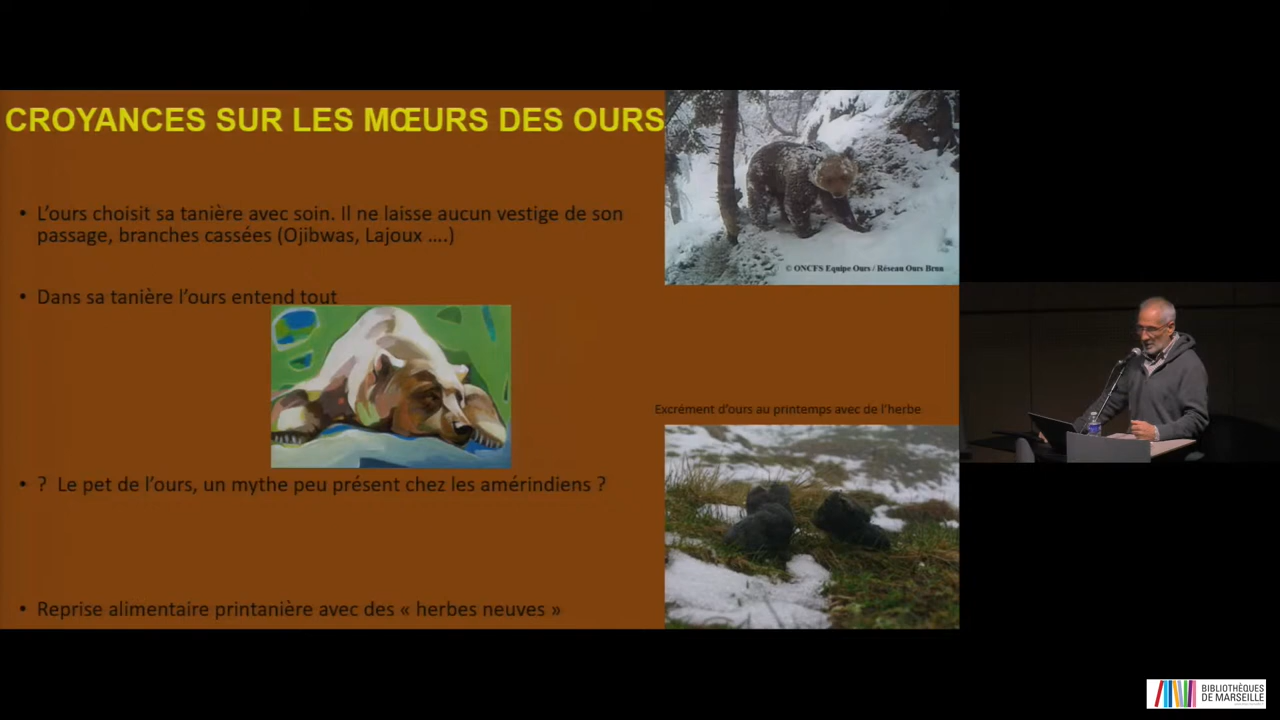 CROYANCES SUR LES MŒURS DES OURS
• L'ours choisit sa tanière avec soin. Il ne laisse aucun vestige de son
passage, branches cassées (Ojibwas, Lajoux ....)
© ONCFS Equipe Ours / Réseau Ours Brun
• Dans sa tanière l'ours entend tout
Excrément d'ours au printemps avec de l'herbe
• ? Le pet de l'ours, un mythe peu présent chez les amérindiens ?
• Reprise alimentaire printanière avec des « herbes neuves »
BIBLIOTHÈQUES
DE MARSEILLE